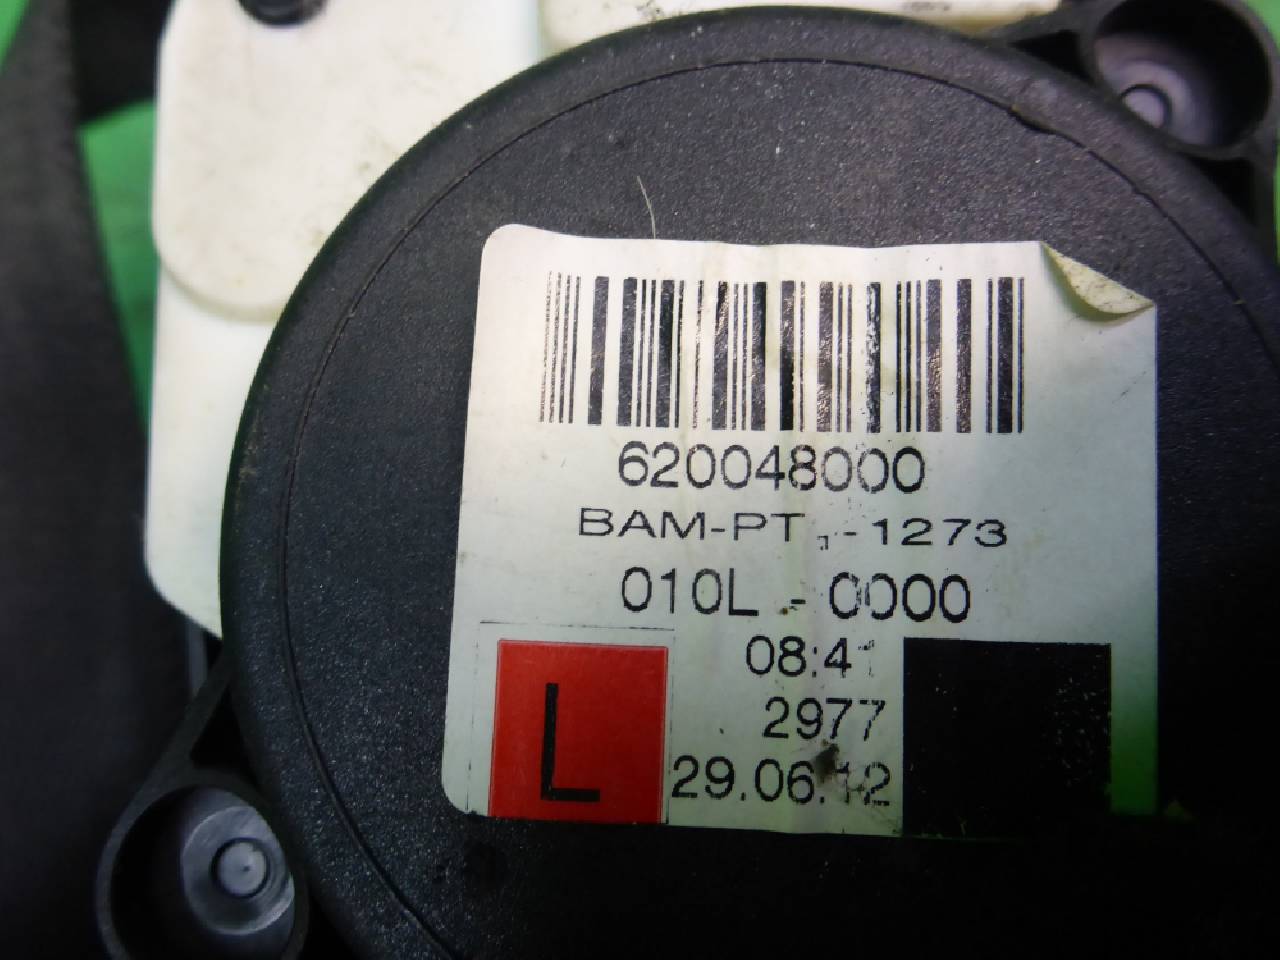 620048000
BAM-PT -1273
010L - 0000
08:41
2977
29.06.12
L